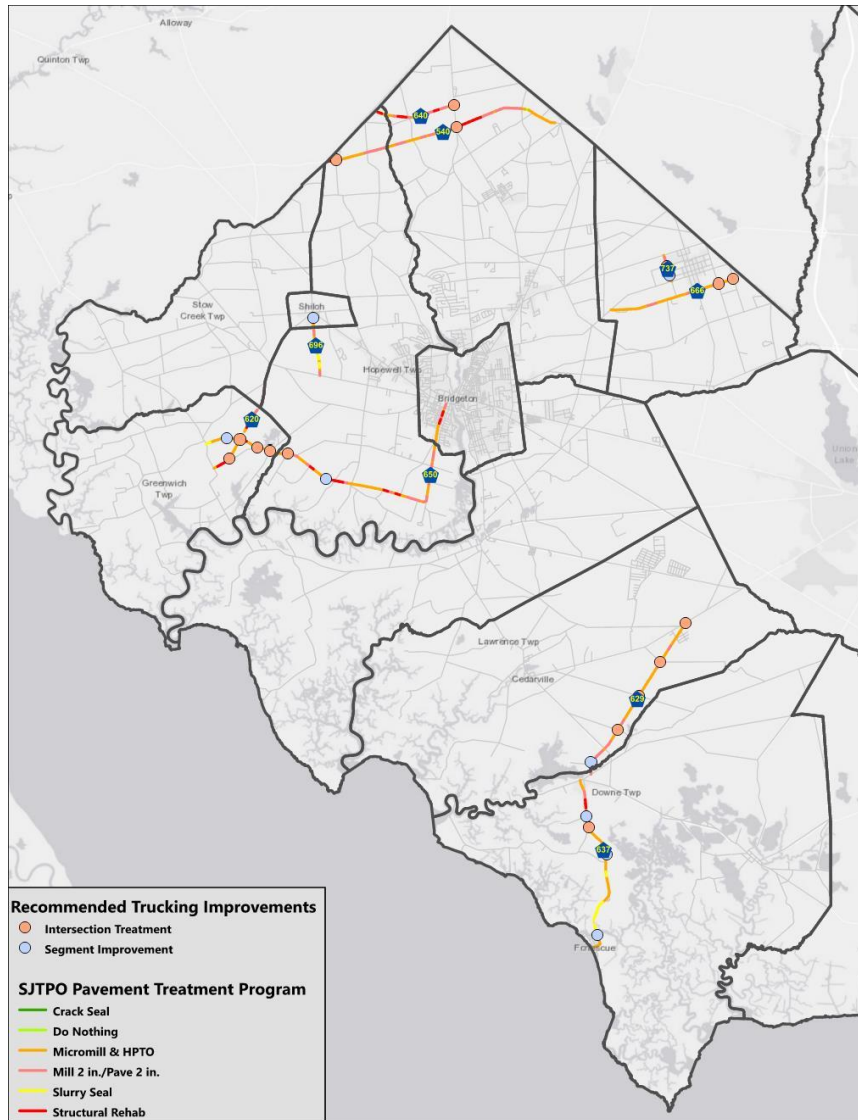 Alloway
Quinton Twp
640
540
737
666
Stow
Creek Twp
Shiloh
696
Hopewell Twp
Bridgeton
620
650
Greenwich
Twp
Union
Lake
Lawrence Twp
Cedarville
629
Downe Twp
637
Fortescue
Recommended Trucking Improvements
Intersection Treatment
Segment Improvement
SJTPO Pavement Treatment Program
Crack Seal
Do Nothing
Micromill & HPTO
Mill 2 in./Pave 2 in.
Slurry Seal
Structural Rehab